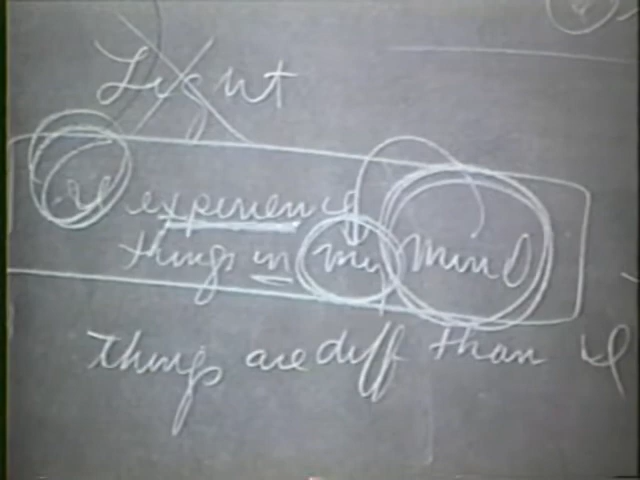 Light
I experience
things in my mind
Things are diff than I